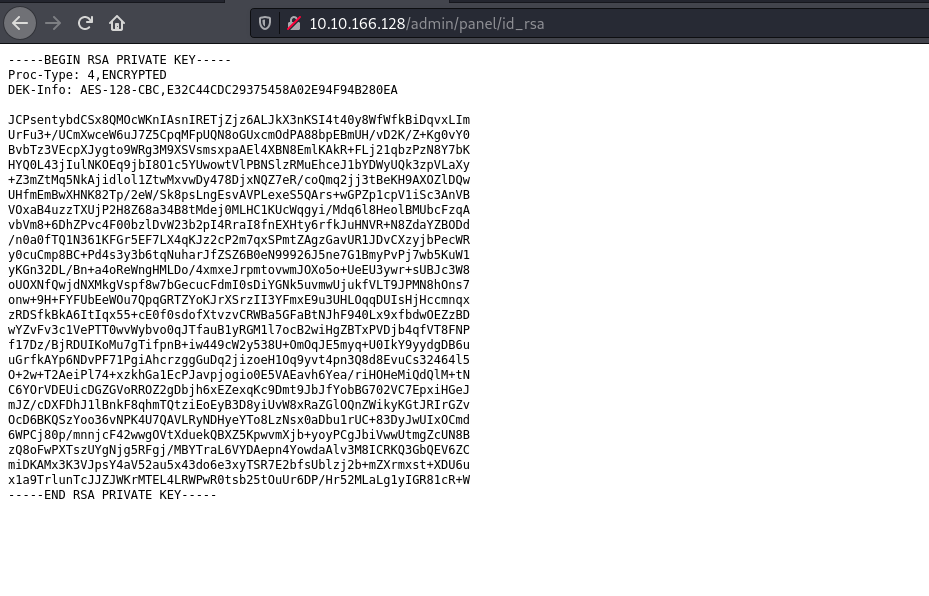 10.10.166.128/admin/panel/id_rsa
-----BEGIN RSA PRIVATE KEY-----
Proc-Type: 4,ENCRYPTED
DEK-Info: AES-128-CBC,E32C44CDC29375458A02E94F94B280EA
JCPsentybdCSx8QMOcWKnIAsnIRETjZjz6ALJkX3nKSI4t40y8WfWfkBiDqvxLIm
UrFu3+/UCmXwceW6uJ7Z5CpqMFpUQN8oGUxcmOdPA88bpEBmUH/vD2K/Z+Kg0vY0
BvbTz3VEcpXJygto9WRg3M9XSVsmsxpaAEl4XBN8EmlKAkR+FLj21qbzPzN8Y7bK
HYQ0L43jIulNKOEq9jbI8O1c5YUwowtVlPBNSlzRMuEhceJ1bYDWyUQk3zpVLaXy
+Z3mZtMq5NkAjidlol1ZtwMxvwDy478DjxNQZ7eR/coQmq2jj3tBeKH9AXOZlDQw
UHfmEmBwXHNK82Tp/2eW/Sk8psLngEsvAVPLexeS5QArs+wGPZp1cpV1iSc3AnVB
VOxaB4uzzTXUjP2H8Z68a34B8tMdej0MLHC1KUcWqgyi/Mdq6l8HeolBMUbcFzqA
vbVm8+6DhZPvc4F00bzlDvW23b2pI4RraI8fnEXHty6rfkJuHNVR+N8ZdaYZBODd
/n0a0fTQ1N361KFGr5EF7LX4qKJz2cP2m7qxSPmtZAgzGavUR1JDvCXzyjbPecWR
y0cuCmp8BC+Pd4s3y3b6tqNuharJfZSZ6B0eN99926J5ne7G1BmyPvPj7wb5KuW1
yKGn32DL/Bn+a4oReWngHMLDo/4xmxeJrpmtovwmJOXo5o+UeEU3ywr+sUBJc3W8
oUOXNfQwjdNXMkgVspf8w7bGecucFdmI0sDiYGNk5uvmwUjukfVLT9JPMN8hOns7
onw+9H+FYFUbEeWOu7QpqGRTZYoKJrXSrzII3YFmxE9u3UHLOqqDUIsHjHccmnqx
zRDSfkBkA6ItIqx55+cE0f0sdofXtvzvCRWBa5GFaBtNJhF940Lx9xfbdwOEZzBD
wYZvFv3c1VePTT0wvWybvo0qJTfauB1yRGM1l7ocB2wiHgZBTxPVDjb4qfVT8FNP
f17Dz/BjRDUIKoMu7gTifpnB+iw449cW2y538U+OmOqJE5myq+U0IkY9yydgDB6u
uGrfkAYp6NDvPF71PgiAhcrzggGuDq2jizoeH1Oq9yvt4pn3Q8d8EvuCs32464l5
O+2w+T2AeiPl74+xzkhGa1EcPJavpjogio0E5VAEavh6Yea/riHOHeMiQdQlM+tN
C6YOrVDEUicDGZGVoRROZ2gDbjh6xEZexqKc9Dmt9JbJfYobBG702VC7EpxiHGeJ
mJZ/cDXFDhJ1lBnkF8qhmTQtziEoEyB3D8yiUvW8xRaZGlOQnZWikyKGtJRIrGZv
OcD6BKQSzYoo36vNPK4U7QAVLRyNDHyeYTo8LzNsx0aDbu1rUC+83DyJwUIxOCmd
6WPCj80p/mnnjcF42wwgOVtXduekQBXZ5KpwvmXjb+yoyPCgJbiVwwUtmgZcUN8B
zQ8oFwPXTszUYgNjg5RFgj/MBYTraL6VYDAepn4YowdaAlv3M8ICRKQ3GbQEV6ZC
miDKAMx3K3VJpsY4aV52au5x43do6e3xyTSR7E2bfsUblzj2b+mZXrmxst+XDU6u
x1a9TrlunTcJJZJWKrMTEL4LRWPwR0tsb25tOuUr6DP/Hr52MLaLg1yIGR81cR+W
-----END RSA PRIVATE KEY-----